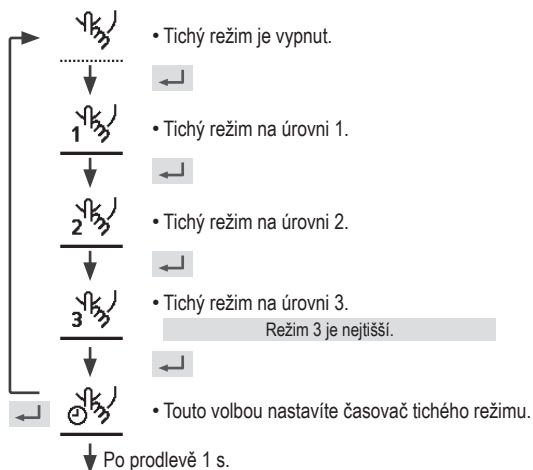 • Tichý režim je vypnut.
1
• Tichý režim na úrovni 1.
2
• Tichý režim na úrovni 2.
3
• Tichý režim na úrovni 3.
Režim 3 je nejtišší.
• Touto volbou nastavíte časovač tichého režimu.
Po prodlevě 1 s.